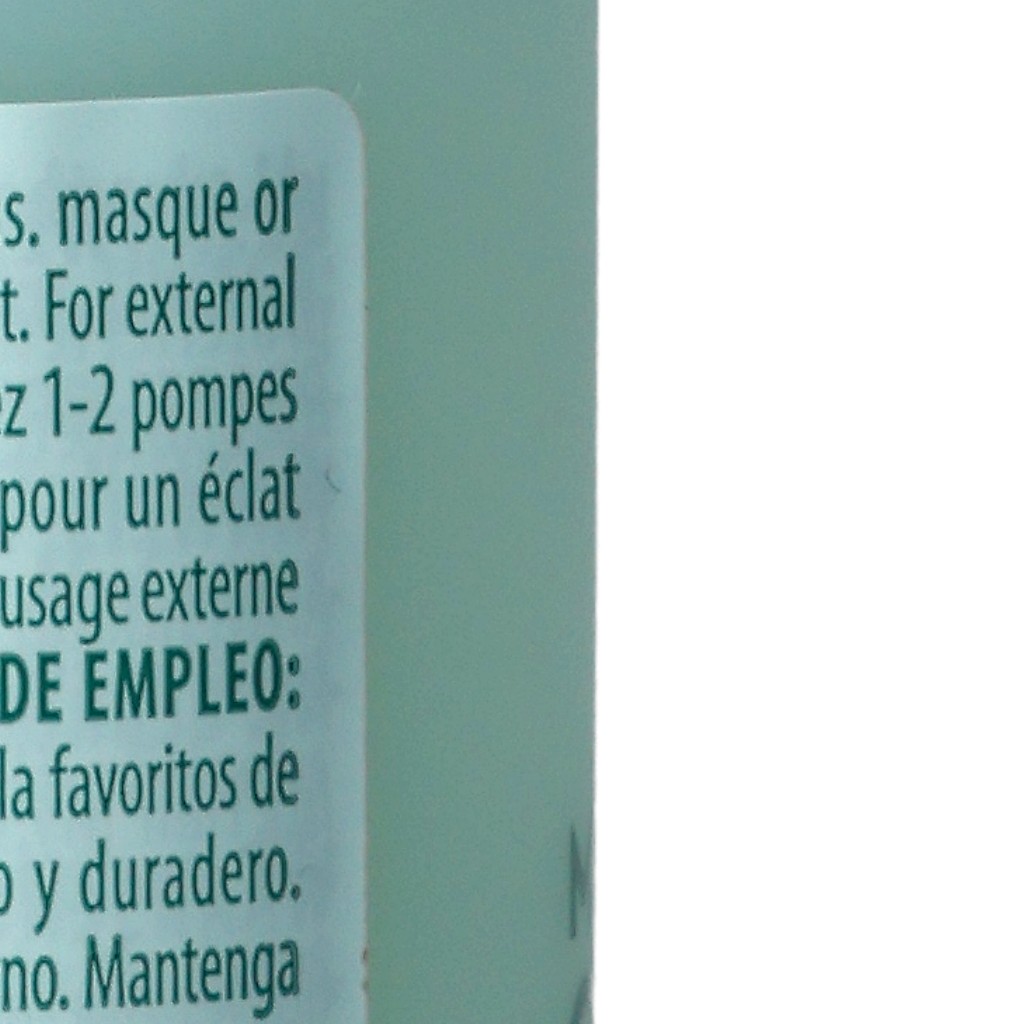 s. masque or
t. For external
ez 1-2 pompes
pour un éclat
usage externe
DE EMPLEO:
la favoritos de
o y duradero.
no. Mantenga